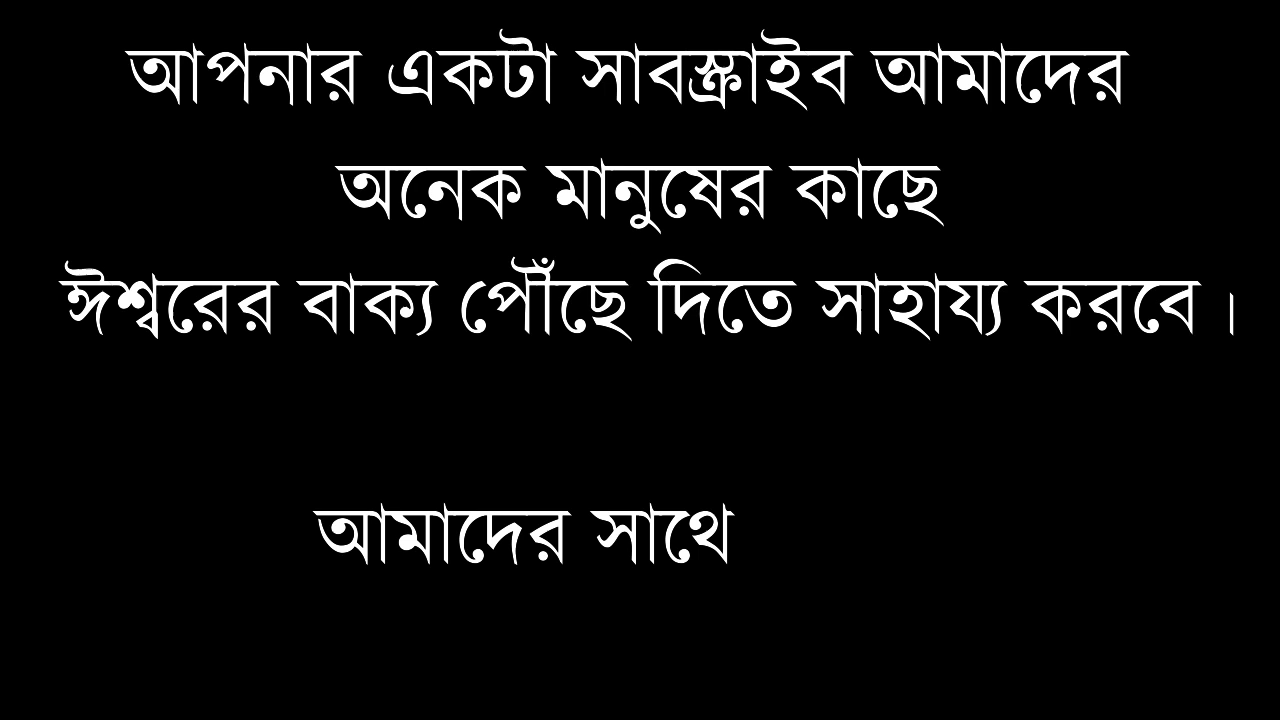 আপনার একটা সাবস্ক্রাইব আমাদের
অনেক মানুষের কাছে
ঈশ্বরের বাক্য পৌঁছে দিতে সাহায্য করবে ।
আমাদের সাথে